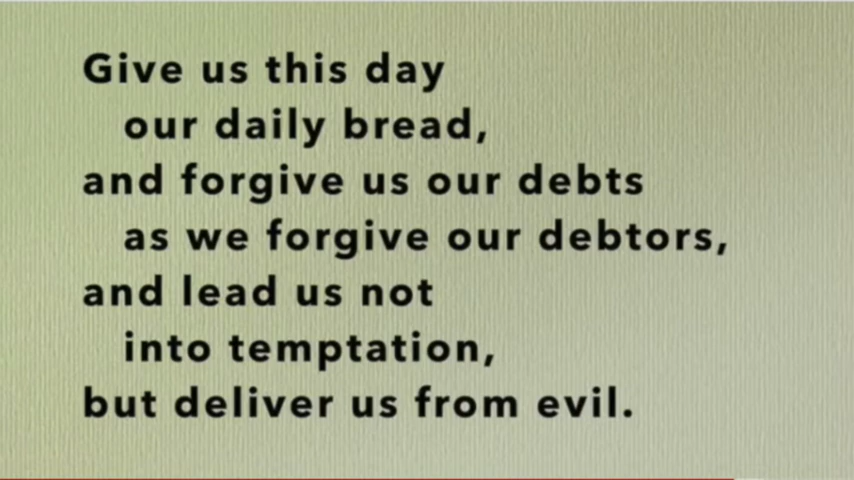 Give us this day
our daily bread,
and forgive us our debts
as we forgive our debtors,
and lead us not
into temptation,
but deliver us from evil.